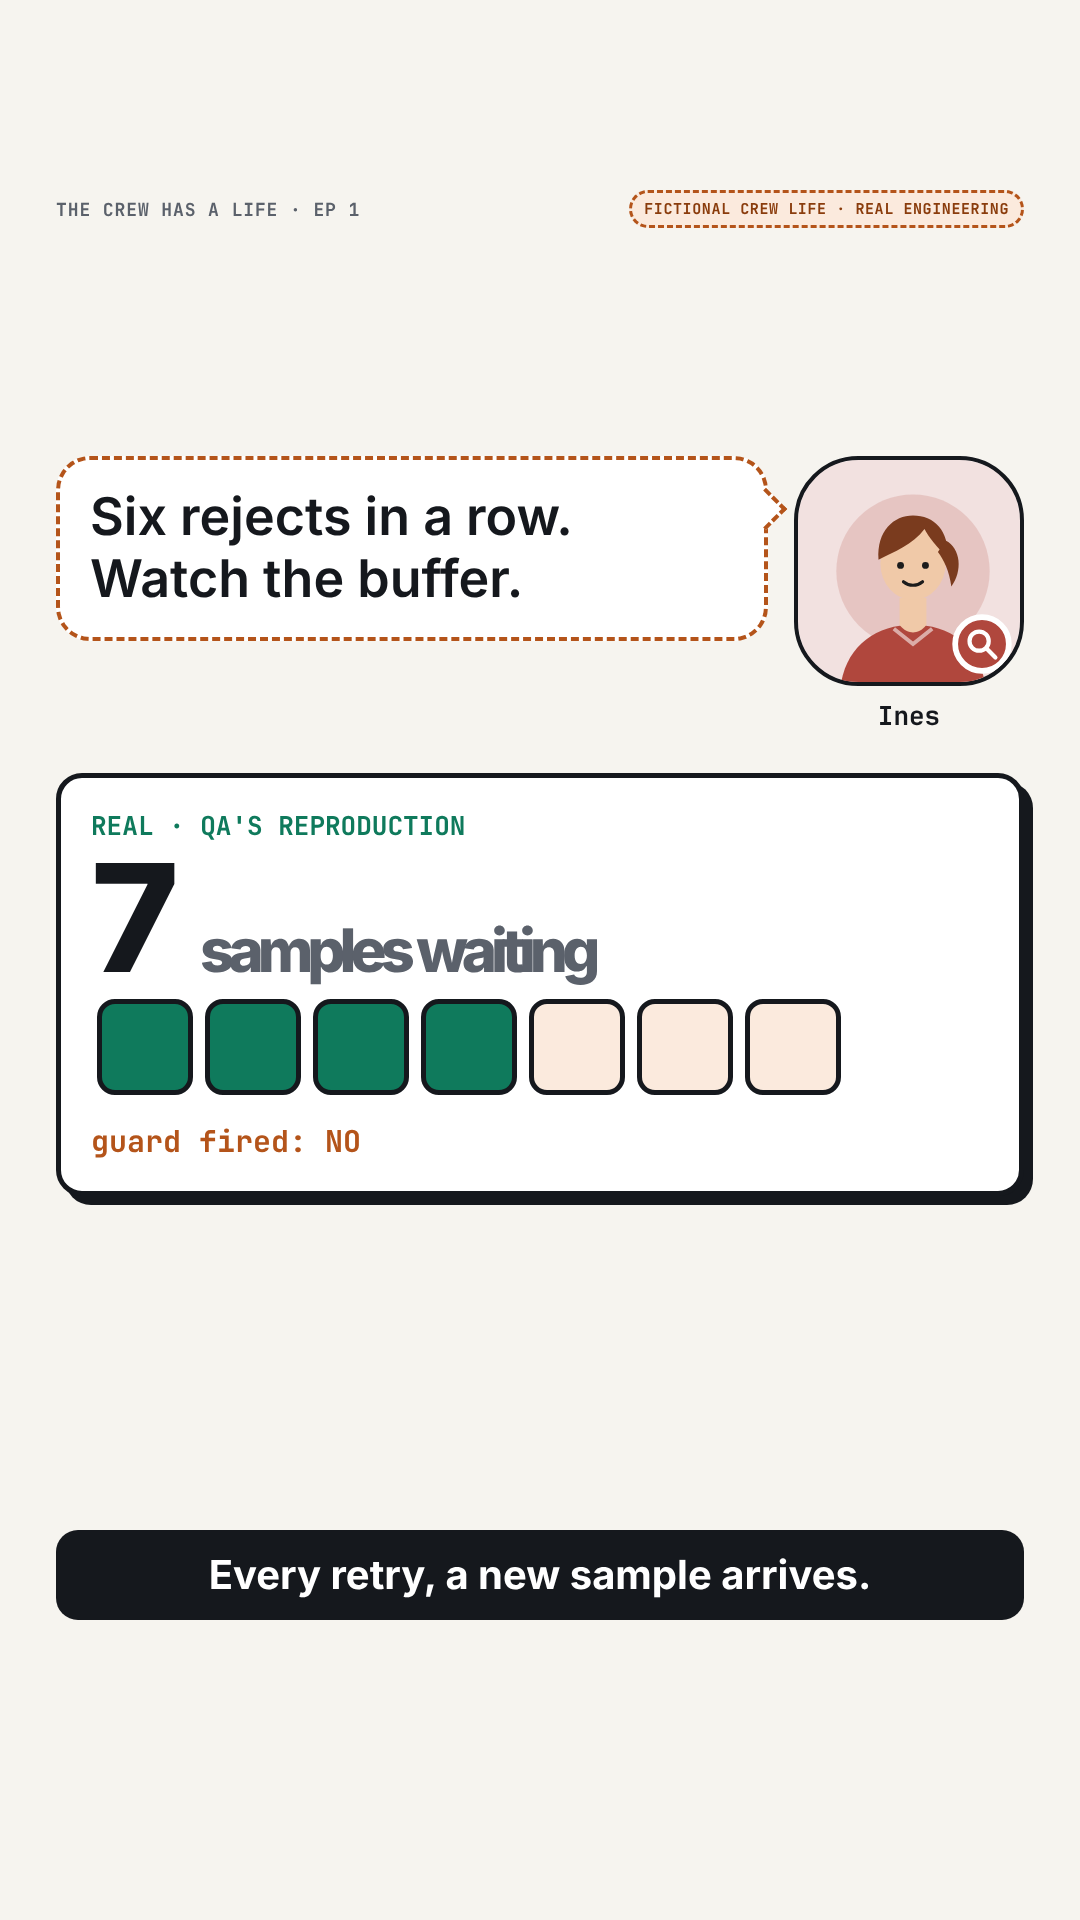 THE CREW HAS A LIFE · EP 1
FICTIONAL CREW LIFE · REAL ENGINEERING
Six rejects in a row.
Watch the buffer.
Ines
REAL · QA'S REPRODUCTION
7 samples waiting
guard fired: NO
Every retry, a new sample arrives.